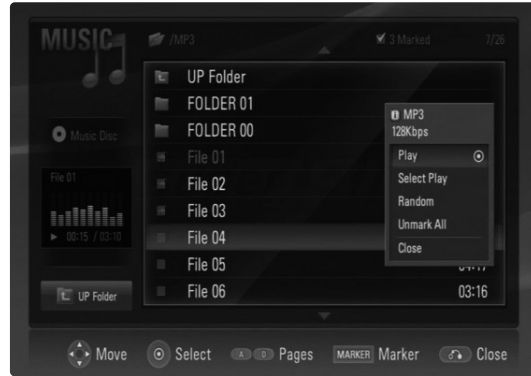 MUSIC
/MP3
3 Marked
7/26
UP Folder
FOLDER 01
FOLDER 00
File 01
File 02
File 03
File 04
File 05
File 06
03:16
Music Disc
File 01
00:15 / 03:10
UP Folder
MP3
128Kbps
Play
Select Play
Random
Unmark All
Close
Move
Select
A D Pages
MARKER Marker
Close